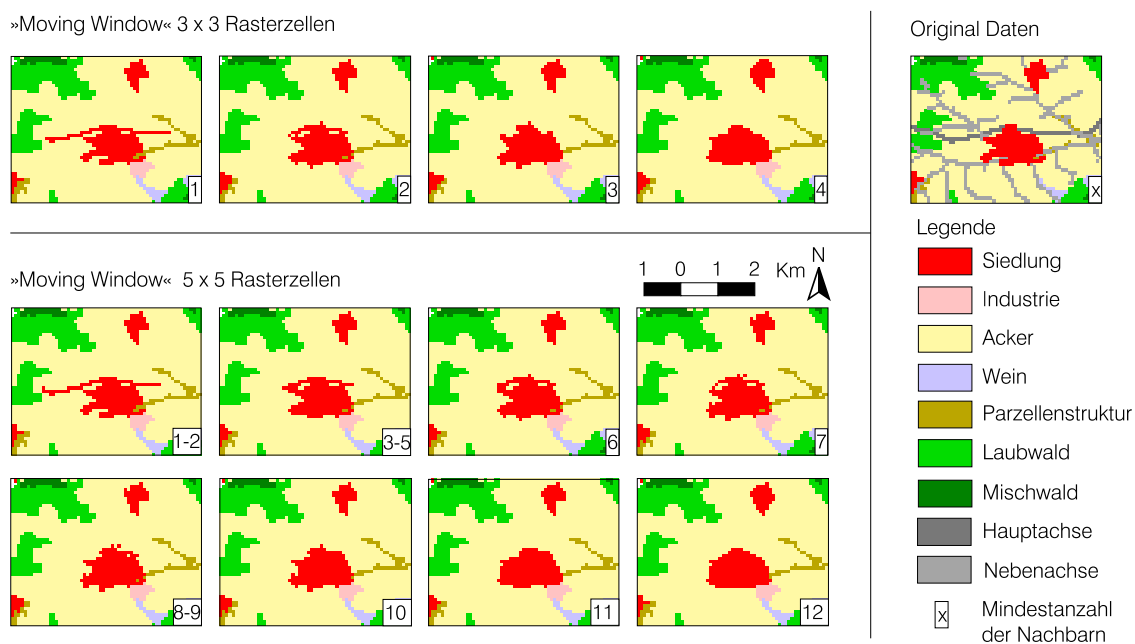 »Moving Window« 3 x 3 Rasterzellen
1
2
3
4
»Moving Window« 5 x 5 Rasterzellen
1 0 1 2 Km
N
1-2
3-5
6
7
8-9
10
11
12
Original Daten
x
Legende
Siedlung
Industrie
Acker
Wein
Parzellenstruktur
Laubwald
Mischwald
Hauptachse
Nebenachse
x Mindestanzahl
der Nachbarn